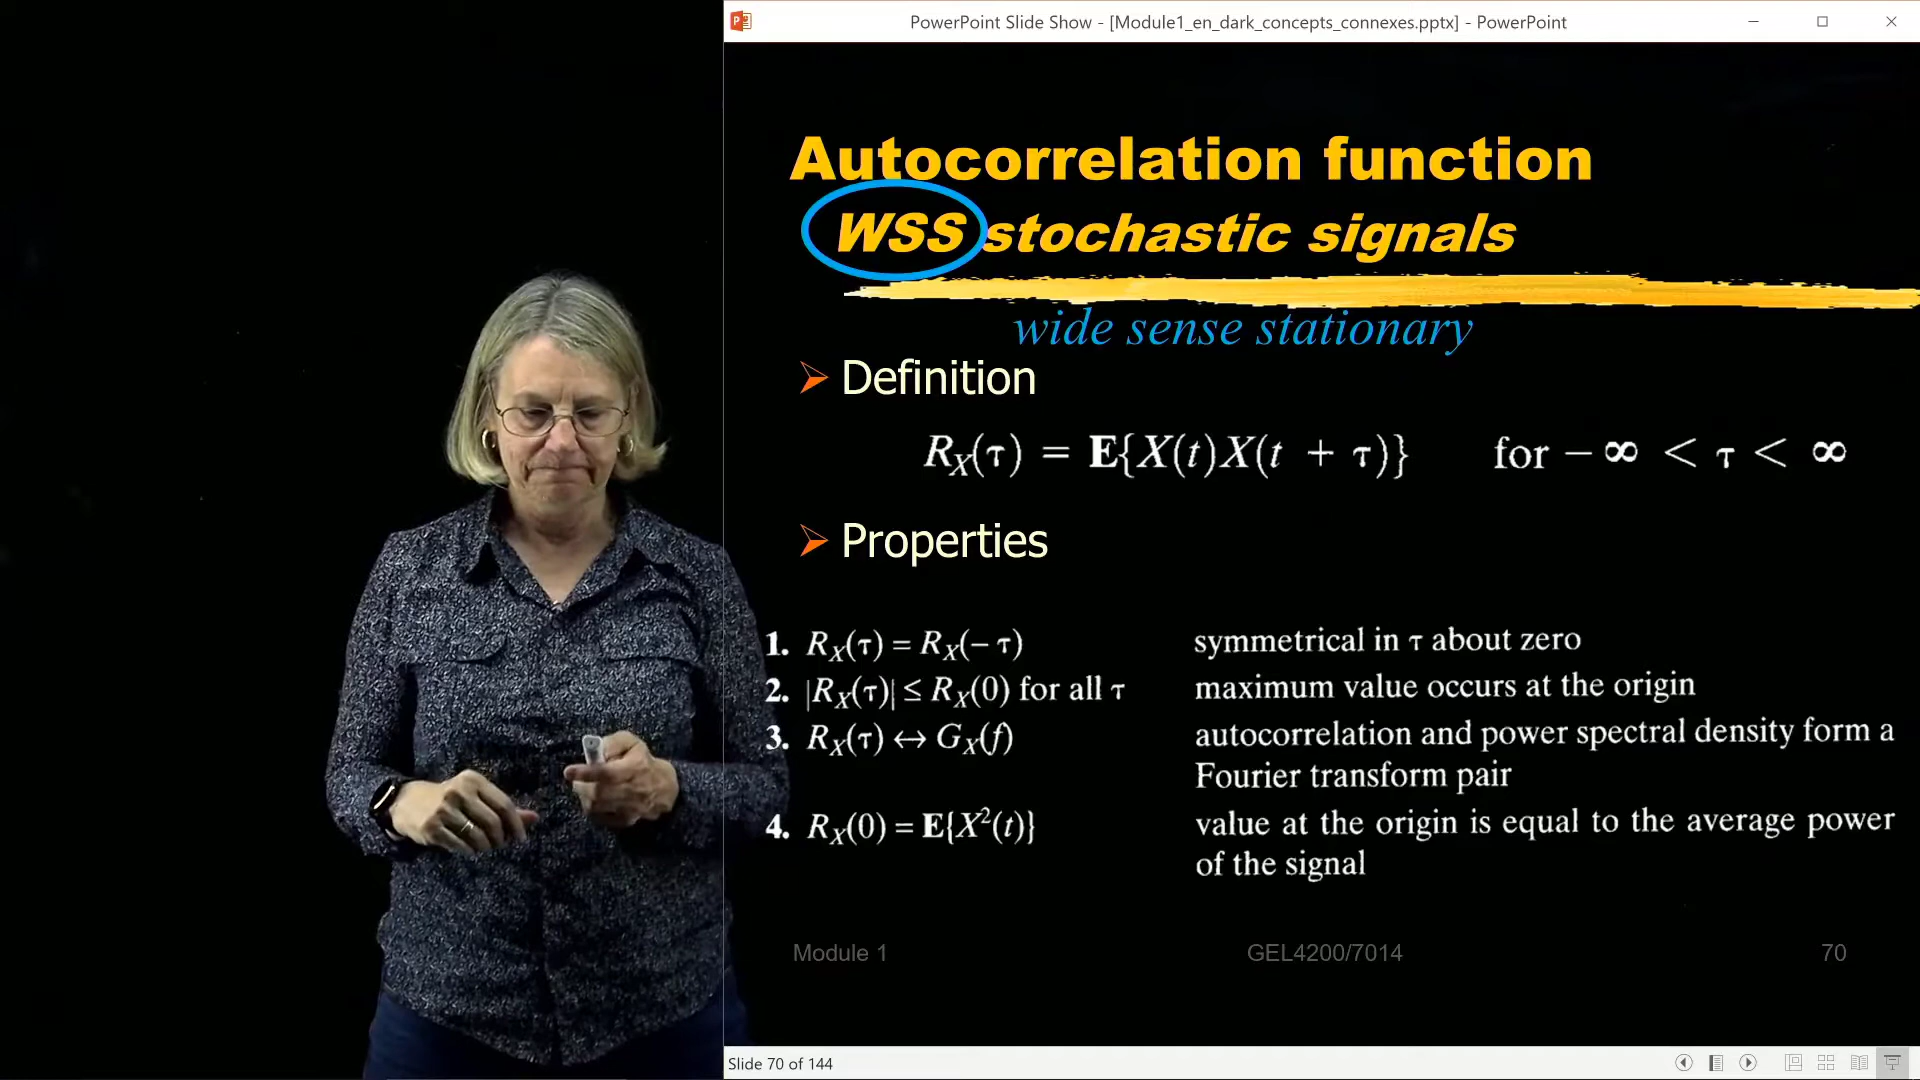 PowerPoint Slide Show - [Module1_en_dark_concepts_connexes.pptx] - PowerPoint
Autocorrelation function
WSS stochastic signals
wide sense stationary
Definition
R_X(τ) = E{X(t)X(t + τ)} for − ∞ < τ < ∞
Properties
1. R_X(τ) = R_X(− τ) symmetrical in τ about zero
2. |R_X(τ)| ≤ R_X(0) for all τ maximum value occurs at the origin
3. R_X(τ) ↔ G_X(f) autocorrelation and power spectral density form a
Fourier transform pair
4. R_X(0) = E{X²(t)} value at the origin is equal to the average power
of the signal
Module 1 GEL4200/7014 70
Slide 70 of 144